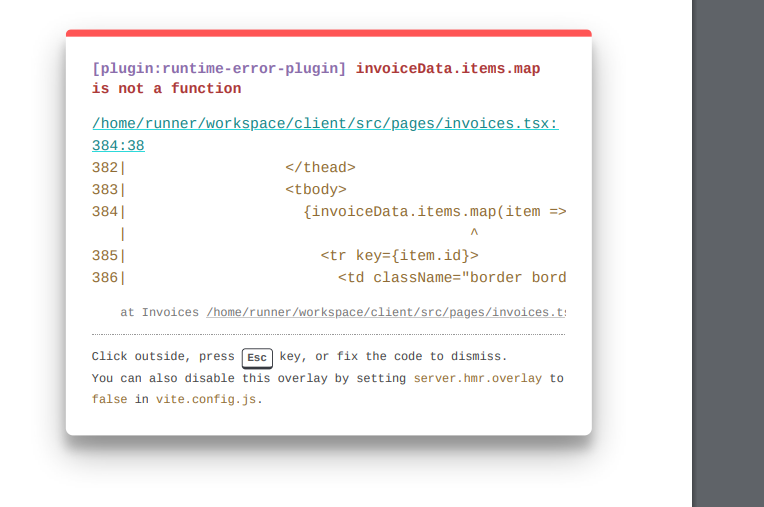 [plugin:runtime-error-plugin] invoiceData.items.map
is not a function
/home/runner/workspace/client/src/pages/invoices.tsx:
384:38
382|                  </thead>
383|                  <tbody>
384|                    {invoiceData.items.map(item =>
   |                                       ^
385|                      <tr key={item.id}>
386|                        <td className="border bord
at Invoices /home/runner/workspace/client/src/pages/invoices.ts
Click outside, press Esc key, or fix the code to dismiss.
You can also disable this overlay by setting server.hmr.overlay to
false in vite.config.js.